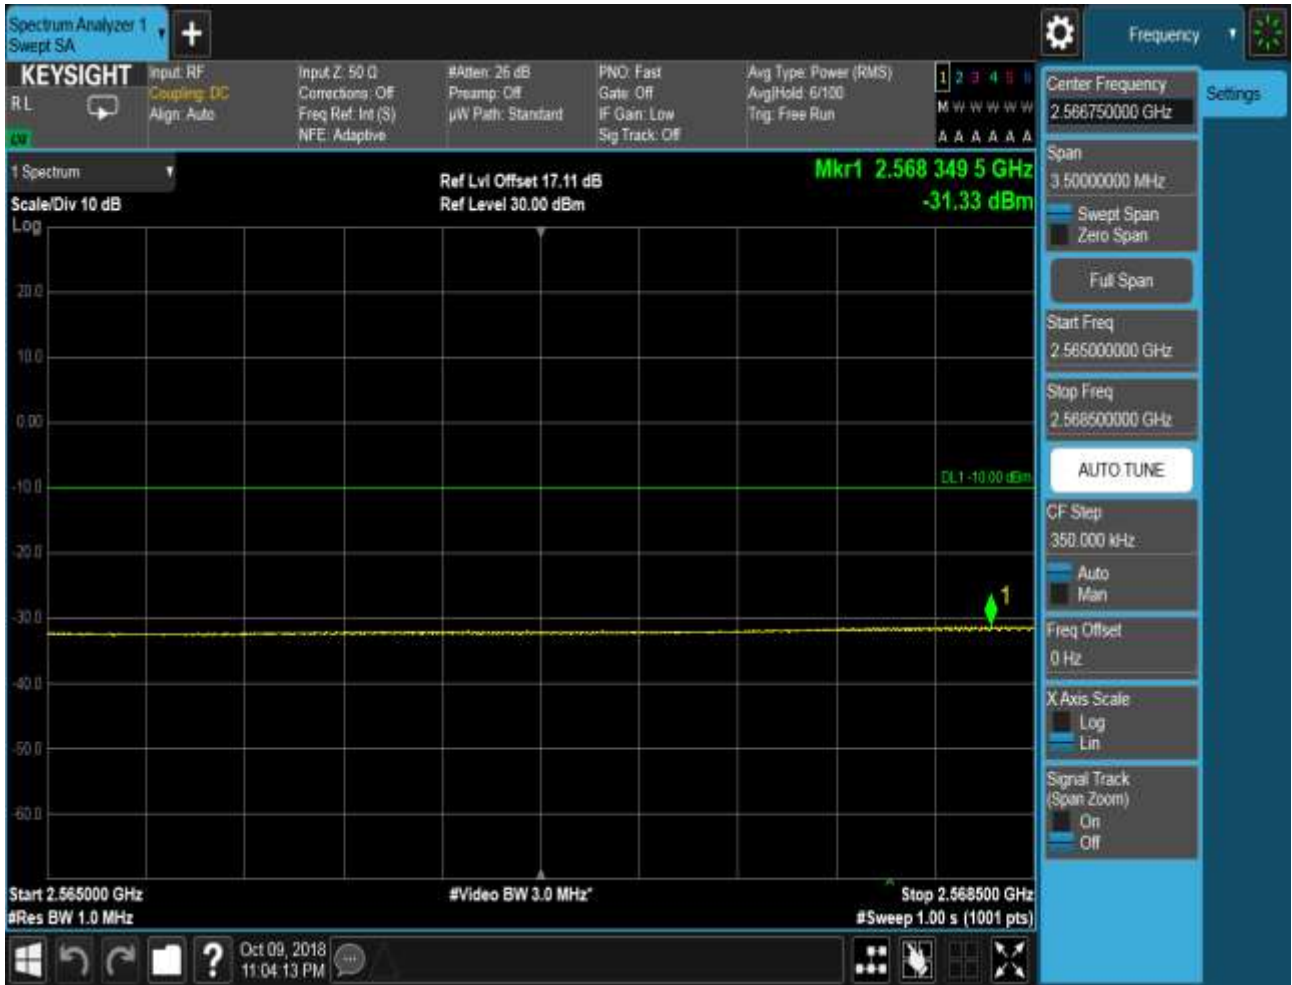 Spectrum Analyzer 1
Swept SA
Frequency
KEYSIGHT
R L
Input: RF
Coupling: DC
Align: Auto
Input Z: 50 Ω
Corrections: Off
Freq Ref: Int (S)
NFE: Adaptive
#Atten: 26 dB
Preamp: Off
µW Path: Standard
PNO: Fast
Gate: Off
IF Gain: Low
Sig Track: Off
Avg Type: Power (RMS)
Avg|Hold: 6/100
Trig: Free Run
1 2 3 4 5 6
M W W W W W
A A A A A A
1 Spectrum
Scale/Div 10 dB
Log
Ref Lvl Offset 17.11 dB
Ref Level 30.00 dBm
Mkr1 2.568 349 5 GHz
-31.33 dBm
20.0
10.0
0.00
-10.0
-20.0
-30.0
-40.0
-50.0
-60.0
DL1 -10.00 dBm
1
Start 2.565000 GHz
#Res BW 1.0 MHz
#Video BW 3.0 MHz*
Stop 2.568500 GHz
#Sweep 1.00 s (1001 pts)
Center Frequency
2.566750000 GHz
Settings
Span
3.50000000 MHz
Swept Span
Zero Span
Full Span
Start Freq
2.565000000 GHz
Stop Freq
2.568500000 GHz
AUTO TUNE
CF Step
350.000 kHz
Auto
Man
Freq Offset
0 Hz
X Axis Scale
Log
Lin
Signal Track
(Span Zoom)
On
Off
?
Oct 09, 2018
11:04:13 PM